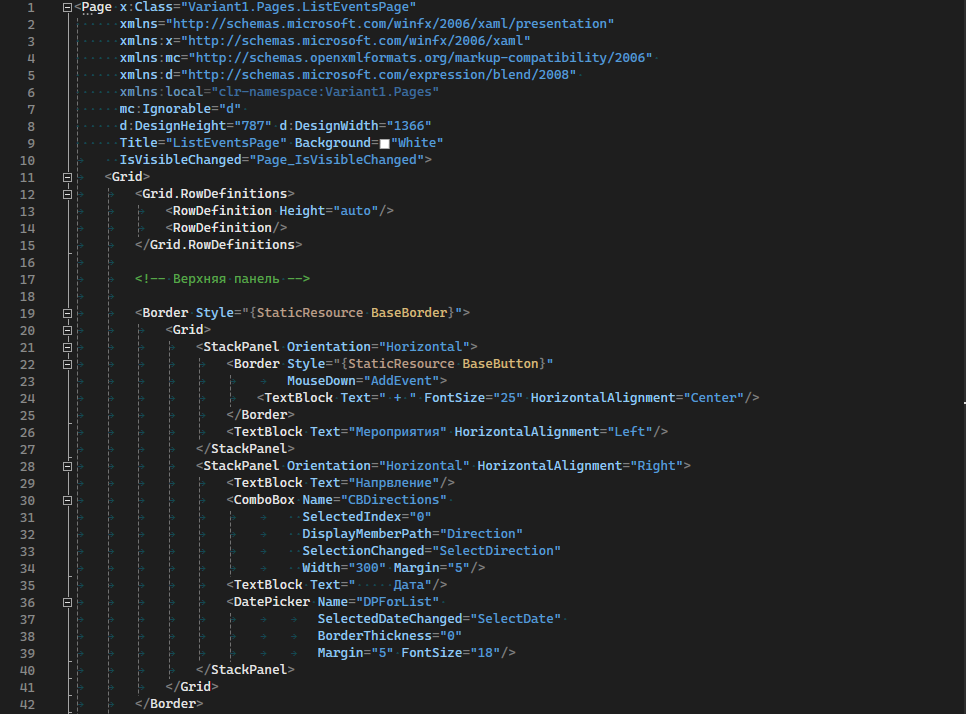 1 <Page x:Class="Variant1.Pages.ListEventsPage"
2 xmlns="http://schemas.microsoft.com/winfx/2006/xaml/presentation"
3 xmlns:x="http://schemas.microsoft.com/winfx/2006/xaml"
4 xmlns:mc="http://schemas.openxmlformats.org/markup-compatibility/2006"
5 xmlns:d="http://schemas.microsoft.com/expression/blend/2008"
6 xmlns:local="clr-namespace:Variant1.Pages"
7 mc:Ignorable="d"
8 d:DesignHeight="787" d:DesignWidth="1366"
9 Title="ListEventsPage" Background="White"
10 IsVisibleChanged="Page_IsVisibleChanged">
11 <Grid>
12 <Grid.RowDefinitions>
13 <RowDefinition Height="auto"/>
14 <RowDefinition/>
15 </Grid.RowDefinitions>
16
17 <!-- Верхняя панель -->
18
19 <Border Style="{StaticResource BaseBorder}">
20 <Grid>
21 <StackPanel Orientation="Horizontal">
22 <Border Style="{StaticResource BaseButton}"
23 MouseDown="AddEvent">
24 <TextBlock Text=" + " FontSize="25" HorizontalAlignment="Center"/>
25 </Border>
26 <TextBlock Text="Мероприятия" HorizontalAlignment="Left"/>
27 </StackPanel>
28 <StackPanel Orientation="Horizontal" HorizontalAlignment="Right">
29 <TextBlock Text="Напрвление"/>
30 <ComboBox Name="CBDirections"
31 SelectedIndex="0"
32 DisplayMemberPath="Direction"
33 SelectionChanged="SelectDirection"
34 Width="300" Margin="5"/>
35 <TextBlock Text="     Дата"/>
36 <DatePicker Name="DPForList"
37 SelectedDateChanged="SelectDate"
38 BorderThickness="0"
39 Margin="5" FontSize="18"/>
40 </StackPanel>
41 </Grid>
42 </Border>